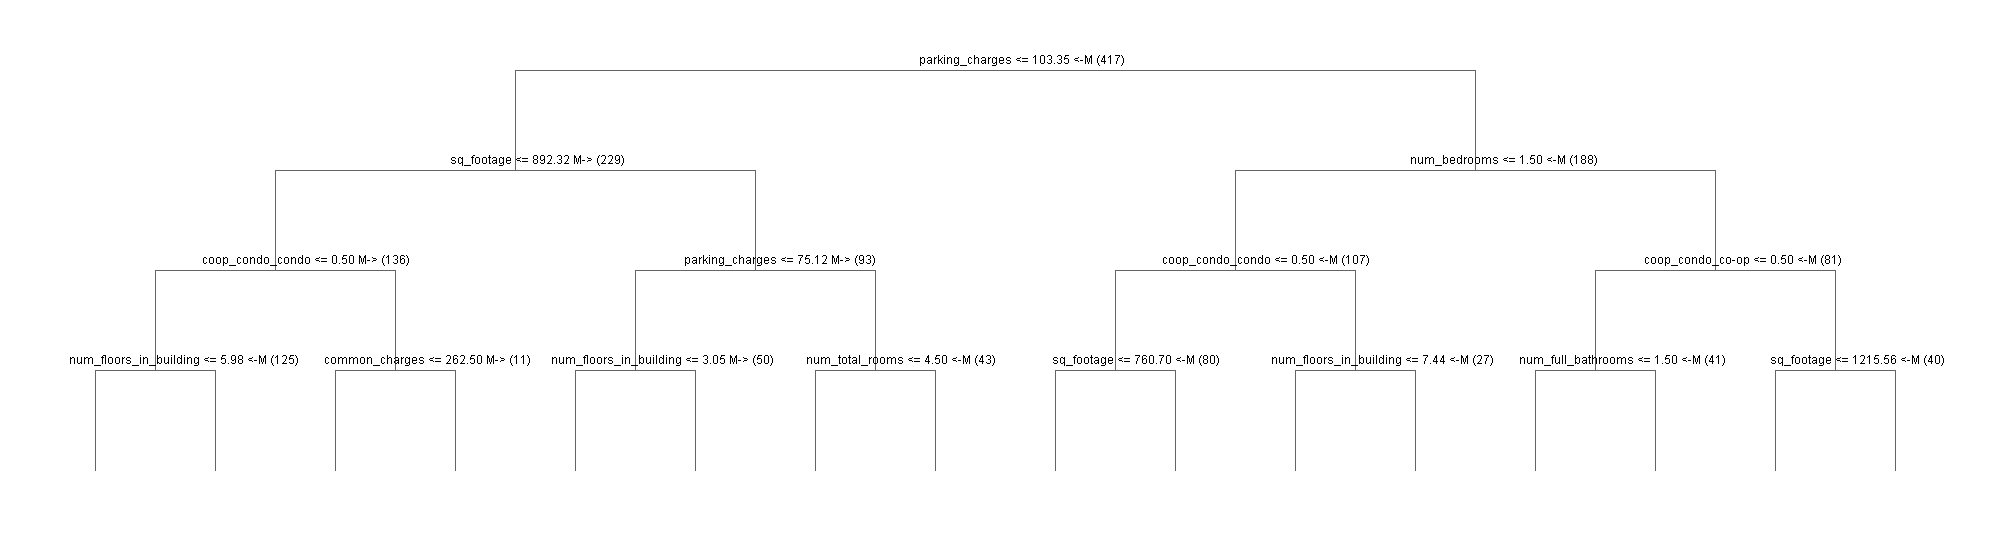 parking_charges <= 103.35 <-M (417)
sq_footage <= 892.32 M-> (229)
num_bedrooms <= 1.50 <-M (188)
coop_condo_condo <= 0.50 M-> (136)
parking_charges <= 75.12 M-> (93)
coop_condo_condo <= 0.50 <-M (107)
coop_condo_co-op <= 0.50 <-M (81)
num_floors_in_building <= 5.98 <-M (125)
common_charges <= 262.50 M-> (11)
num_floors_in_building <= 3.05 M-> (50)
num_total_rooms <= 4.50 <-M (43)
sq_footage <= 760.70 <-M (80)
num_floors_in_building <= 7.44 <-M (27)
num_full_bathrooms <= 1.50 <-M (41)
sq_footage <= 1215.56 <-M (40)